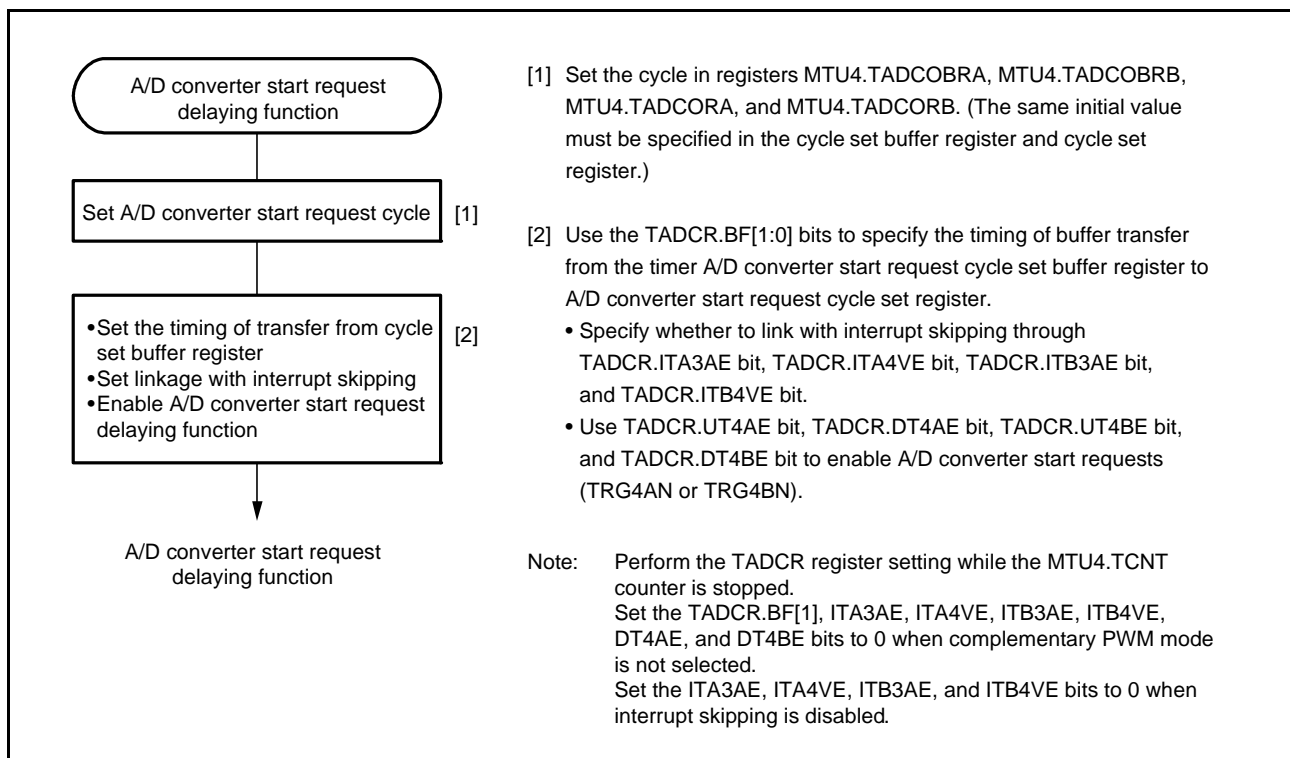 A/D converter start request
delaying function
Set A/D converter start request cycle [1]
•Set the timing of transfer from cycle
set buffer register
•Set linkage with interrupt skipping
•Enable A/D converter start request
delaying function
[2]
A/D converter start request
delaying function
[1] Set the cycle in registers MTU4.TADCOBRA, MTU4.TADCOBRB,
MTU4.TADCORA, and MTU4.TADCORB. (The same initial value
must be specified in the cycle set buffer register and cycle set
register.)
[2] Use the TADCR.BF[1:0] bits to specify the timing of buffer transfer
from the timer A/D converter start request cycle set buffer register to
A/D converter start request cycle set register.
• Specify whether to link with interrupt skipping through
TADCR.ITA3AE bit, TADCR.ITA4VE bit, TADCR.ITB3AE bit,
and TADCR.ITB4VE bit.
• Use TADCR.UT4AE bit, TADCR.DT4AE bit, TADCR.UT4BE bit,
and TADCR.DT4BE bit to enable A/D converter start requests
(TRG4AN or TRG4BN).
Note: Perform the TADCR register setting while the MTU4.TCNT
counter is stopped.
Set the TADCR.BF[1], ITA3AE, ITA4VE, ITB3AE, ITB4VE,
DT4AE, and DT4BE bits to 0 when complementary PWM mode
is not selected.
Set the ITA3AE, ITA4VE, ITB3AE, and ITB4VE bits to 0 when
interrupt skipping is disabled.